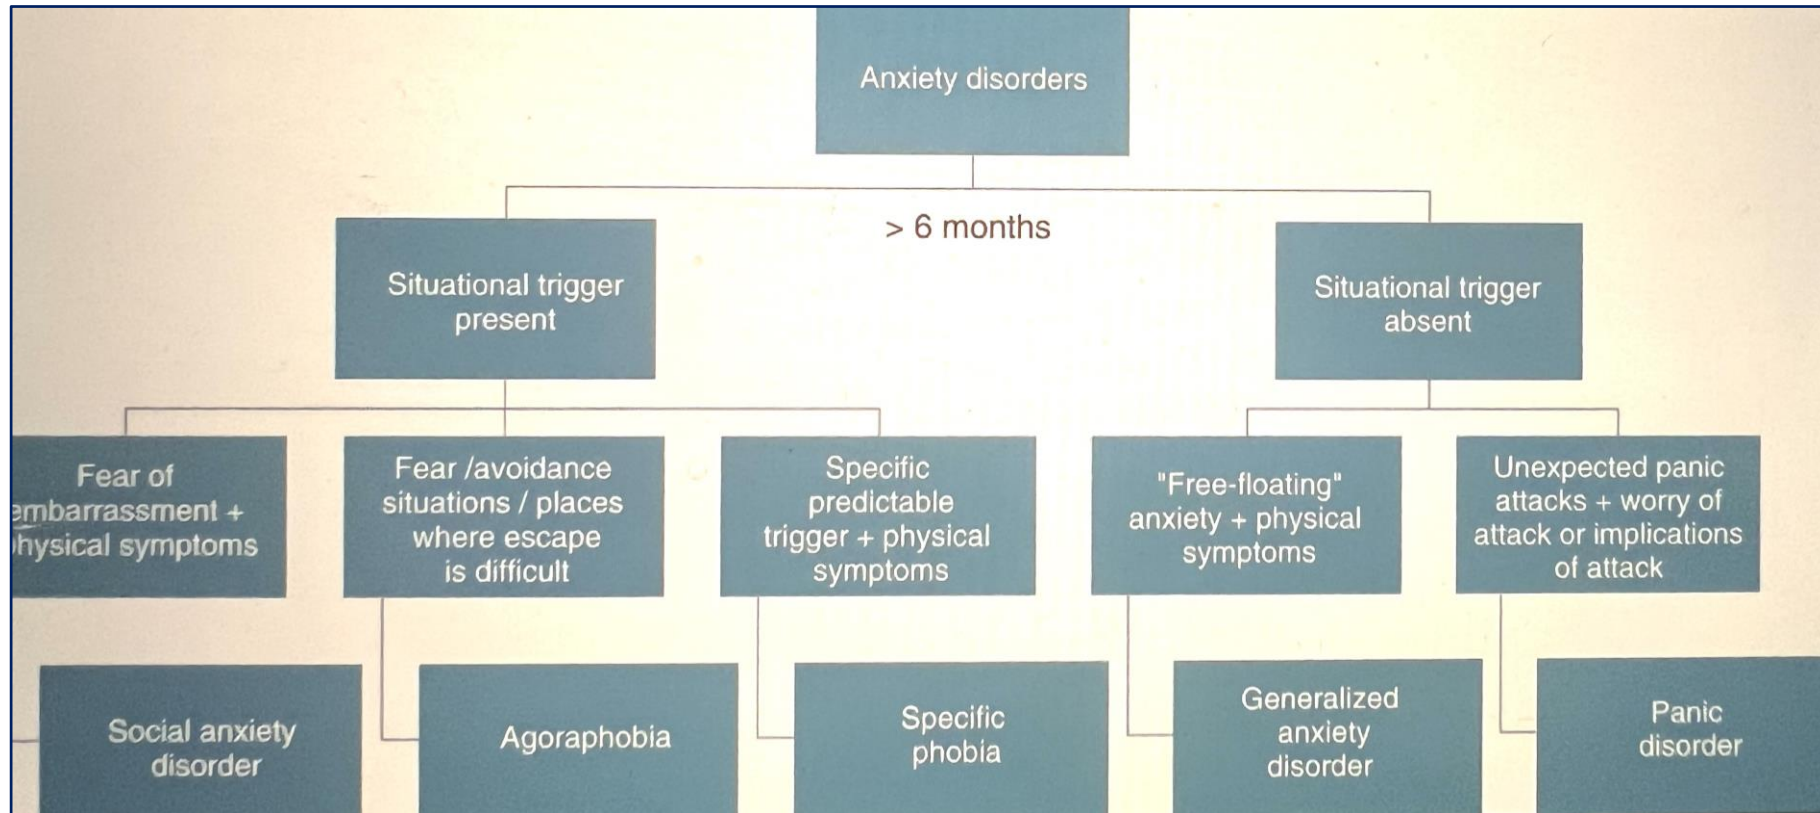 Anxiety disorders
> 6 months
Situational trigger
present
Situational trigger
absent
Fear of
embarrassment +
physical symptoms
Fear /avoidance
situations / places
where escape
is difficult
Specific
predictable
trigger + physical
symptoms
"Free-floating"
anxiety + physical
symptoms
Unexpected panic
attacks + worry of
attack or implications
of attack
Social anxiety
disorder
Agoraphobia
Specific
phobia
Generalized
anxiety
disorder
Panic
disorder